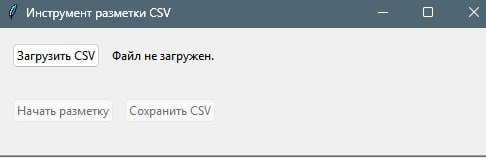 Инструмент разметки CSV
Загрузить CSV Файл не загружен.
Начать разметку Сохранить CSV